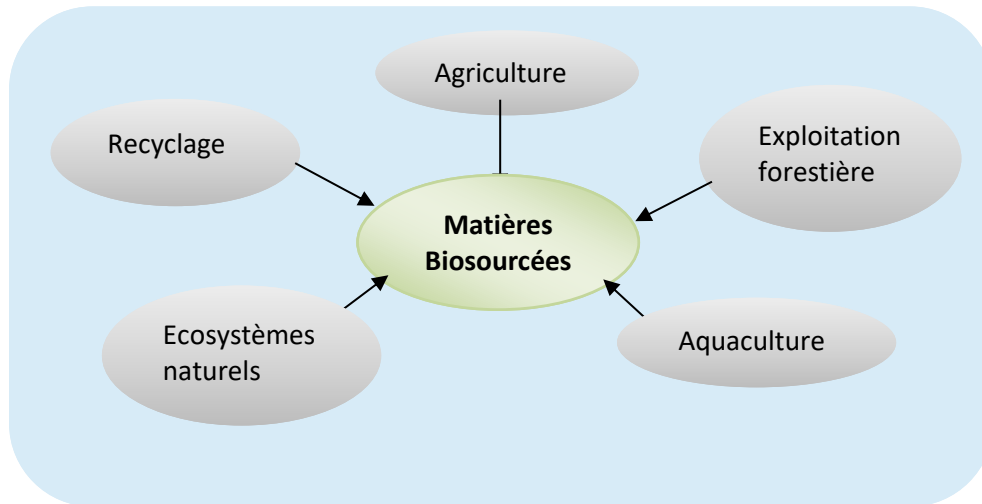 Agriculture
Recyclage
Exploitation
forestière
Matières
Biosourcées
Ecosystèmes
naturels
Aquaculture